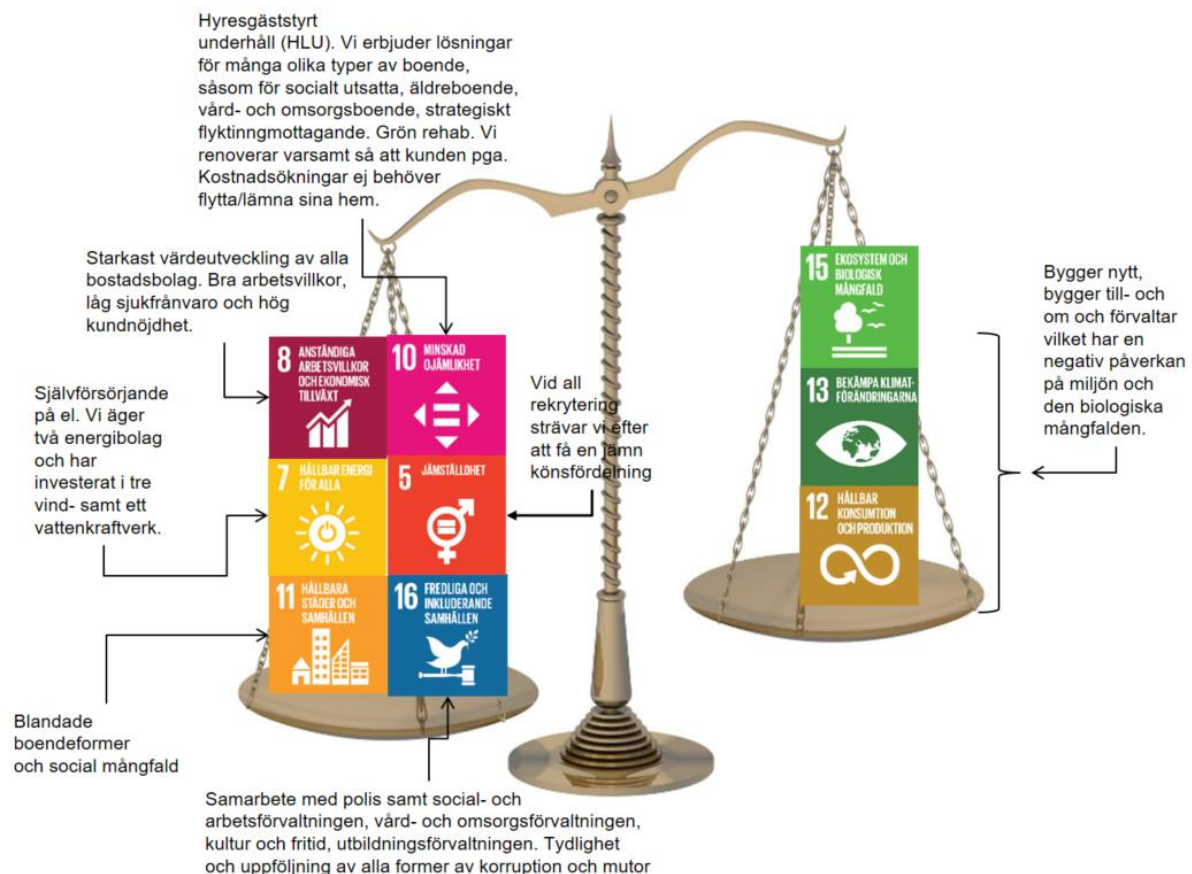 Hyresgäststyrt
underhåll (HLU). Vi erbjuder lösningar
för många olika typer av boende,
såsom för socialt utsatta, äldreboende,
vård- och omsorgsboende, strategiskt
flyktinngmottagande. Grön rehab. Vi
renoverar varsamt så att kunden pga.
Kostnadsökningar ej behöver
flytta/lämna sina hem.
Starkast värdeutveckling av alla
bostadsbolag. Bra arbetsvillkor,
låg sjukfrånvaro och hög
kundnöjdhet.
Självförsörjande
på el. Vi äger
två energibolag
och har
investerat i tre
vind- samt ett
vattenkraftverk.
8 ANSTÄNDIGA
ARBETSVILLKOR
OCH EKONOMISK
TILLVÄXT
10 MINSKAD
OJÄMLIKHET
7 HÅLLBAR ENERGI
FÖR ALLA
5 JÄMSTÄLLDHET
11 HÅLLBARA
STÄDER OCH
SAMHÄLLEN
16 FREDLIGA OCH
INKLUDERANDE
SAMHÄLLEN
Vid all
rekrytering
strävar vi efter
att få en jämn
könsfördelning
15 EKOSYSTEM OCH
BIOLOGISK
MÅNGFALD
13 BEKÄMPA KLIMAT-
FÖRÄNDRINGARNA
12 HÅLLBAR
KONSUMTION
OCH PRODUKTION
Bygger nytt,
bygger till- och
om och förvaltar
vilket har en
negativ påverkan
på miljön och
den biologiska
mångfalden.
Blandade
boendeformer
och social mångfald
Samarbete med polis samt social- och
arbetsförvaltningen, vård- och omsorgsförvaltningen,
kultur och fritid, utbildningsförvaltningen. Tydlighet
och uppföljning av alla former av korruption och mutor